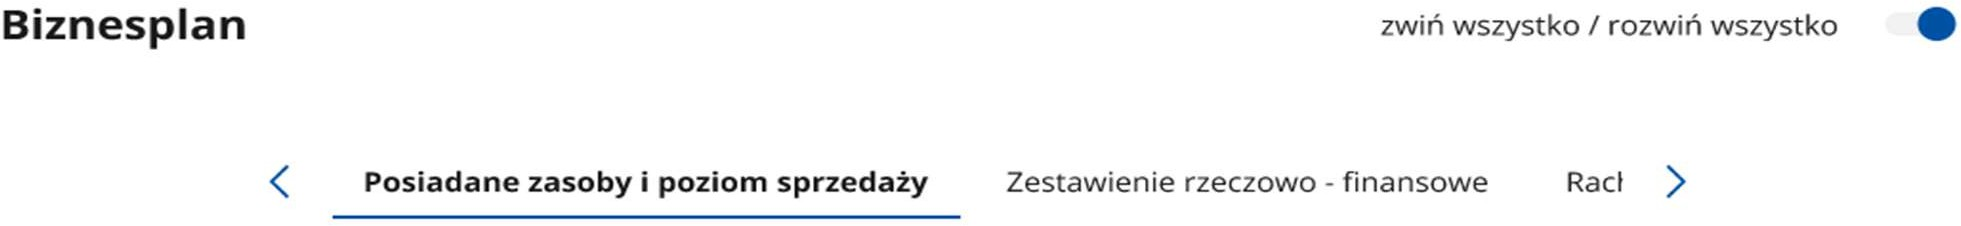 Biznesplan
zwiń wszystko / rozwiń wszystko
Posiadane zasoby i poziom sprzedaży
Zestawienie rzeczowo - finansowe